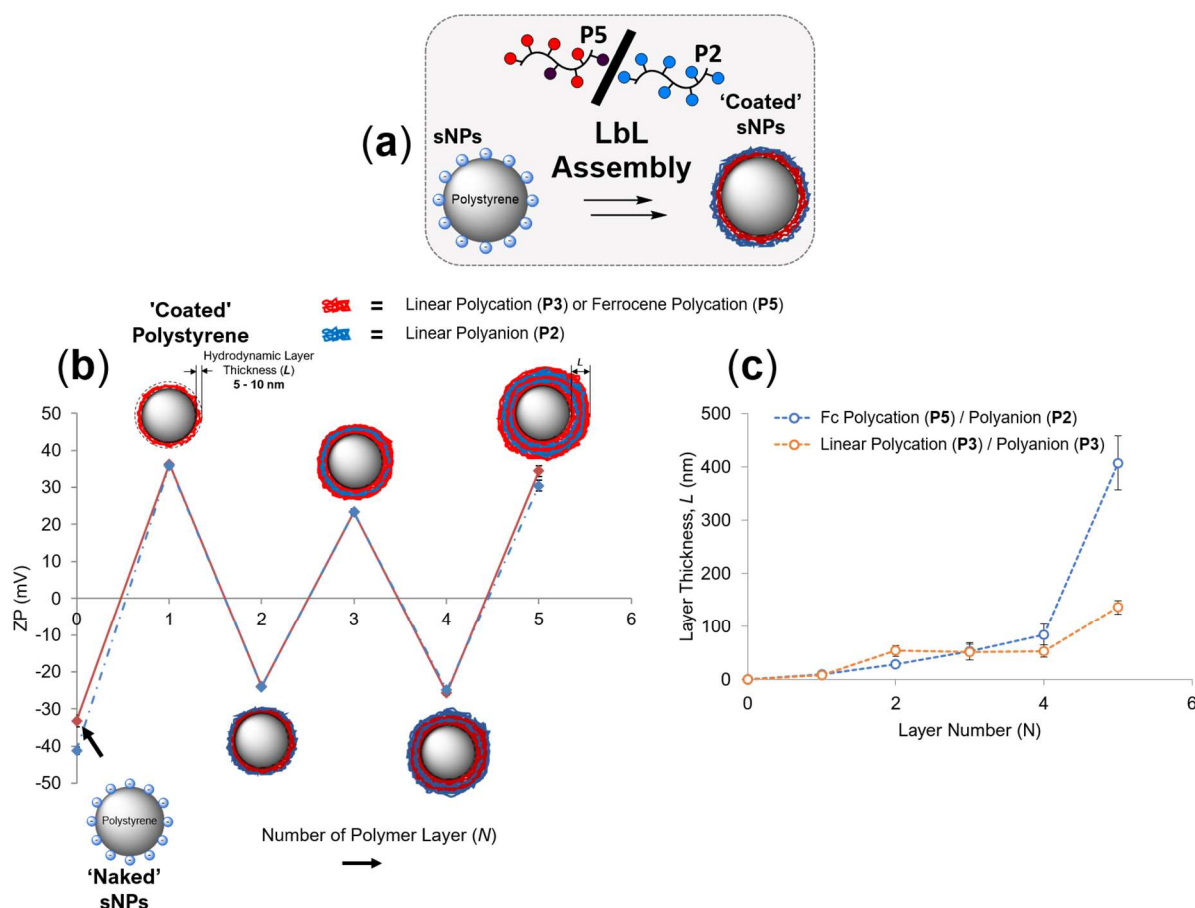 (a)
P5
P2
sNPs
LbL
Assembly
'Coated'
sNPs
Polystyrene
= Linear Polycation (P3) or Ferrocene Polycation (P5)
= Linear Polyanion (P2)
(b)
'Coated'
Polystyrene
Hydrodynamic Layer
Thickness (L)
5 - 10 nm
L
50
40
30
20
10
0
-10
-20
-30
-40
-50
ZP (mV)
0 1 2 3 4 5 6
Polystyrene
'Naked'
sNPs
Number of Polymer Layer (N)
(c)
Fc Polycation (P5) / Polyanion (P2)
Linear Polycation (P3) / Polyanion (P3)
500
400
300
200
100
0
Layer Thickness, L (nm)
0 2 4 6
Layer Number (N)